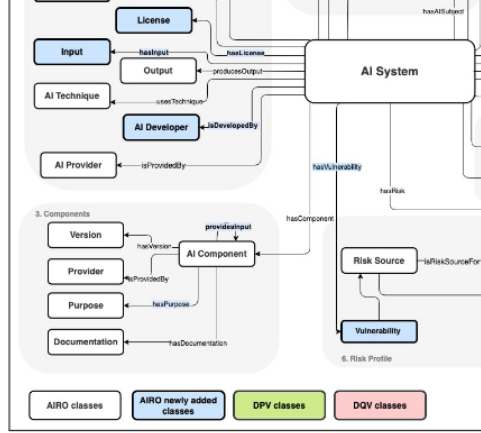 License
hasAISubject
Input
hasInput
hasLicense
Output
producesOutput
AI System
AI Technique
usesTechnique
AI Developer
isDevelopedBy
AI Provider
isProvidedBy
hasVulnerability
hasRisk
3. Components
hasComponent
Version
hasVersion
providesInput
AI Component
Risk Source
isRiskSourceFor
Provider
isProvidedBy
Purpose
hasPurpose
Vulnerability
Documentation
hasDocumentation
6. Risk Profile
AIRO classes
AIRO newly added
classes
DPV classes
DQV classes